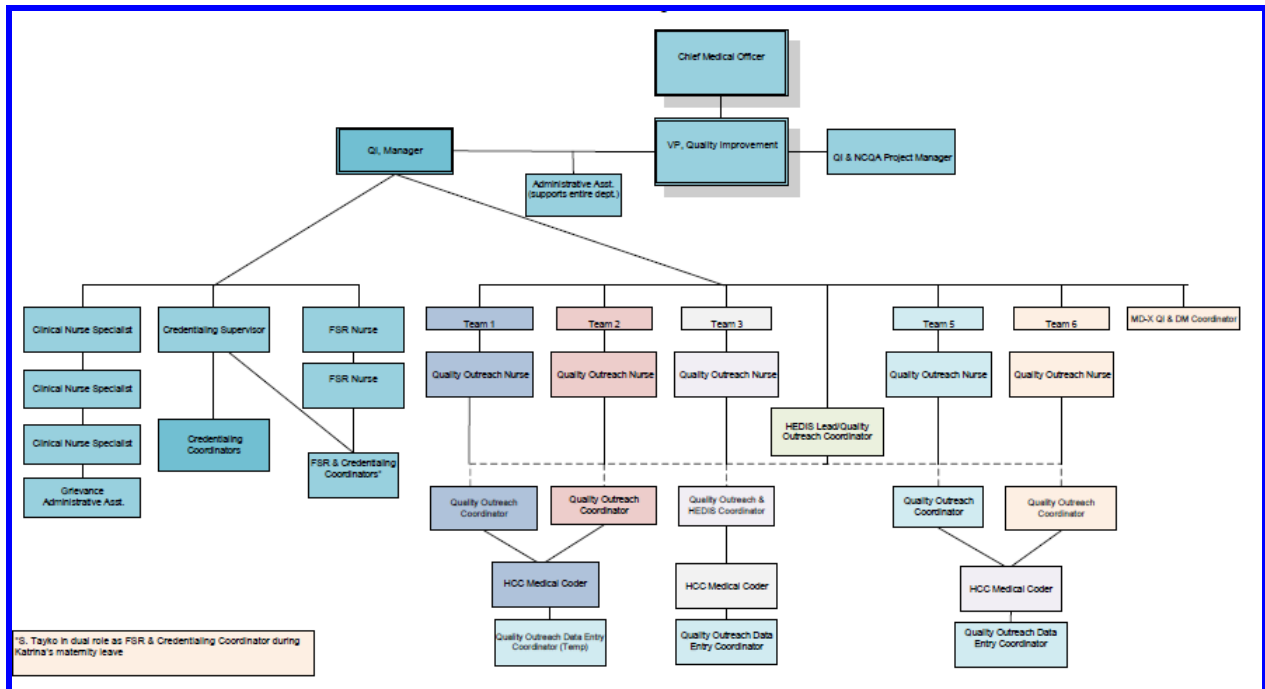 Chief Medical Officer
QI, Manager
VP, Quality Improvement
QI & NCQA Project Manager
Administrative Asst.
(supports entire dept.)
Clinical Nurse Specialist
Credentialing Supervisor
FSR Nurse
Team 1
Team 2
Team 3
Team 5
Team 6
MD-X QI & DM Coordinator
Clinical Nurse Specialist
FSR Nurse
Quality Outreach Nurse
Quality Outreach Nurse
Quality Outreach Nurse
Quality Outreach Nurse
Quality Outreach Nurse
Clinical Nurse Specialist
Credentialing
Coordinators
HEDIS Lead/Quality
Outreach Coordinator
FSR & Credentialing
Coordinators*
Grievance
Administrative Asst.
Quality Outreach
Coordinator
Quality Outreach
Coordinator
Quality Outreach &
HEDIS Coordinator
Quality Outreach
Coordinator
Quality Outreach
Coordinator
HCC Medical Coder
HCC Medical Coder
HCC Medical Coder
Quality Outreach Data Entry
Coordinator (Temp)
Quality Outreach Data
Entry Coordinator
Quality Outreach Data
Entry Coordinator
*S. Tayko in dual role as FSR & Credentialing Coordinator during
Katrina's maternity leave